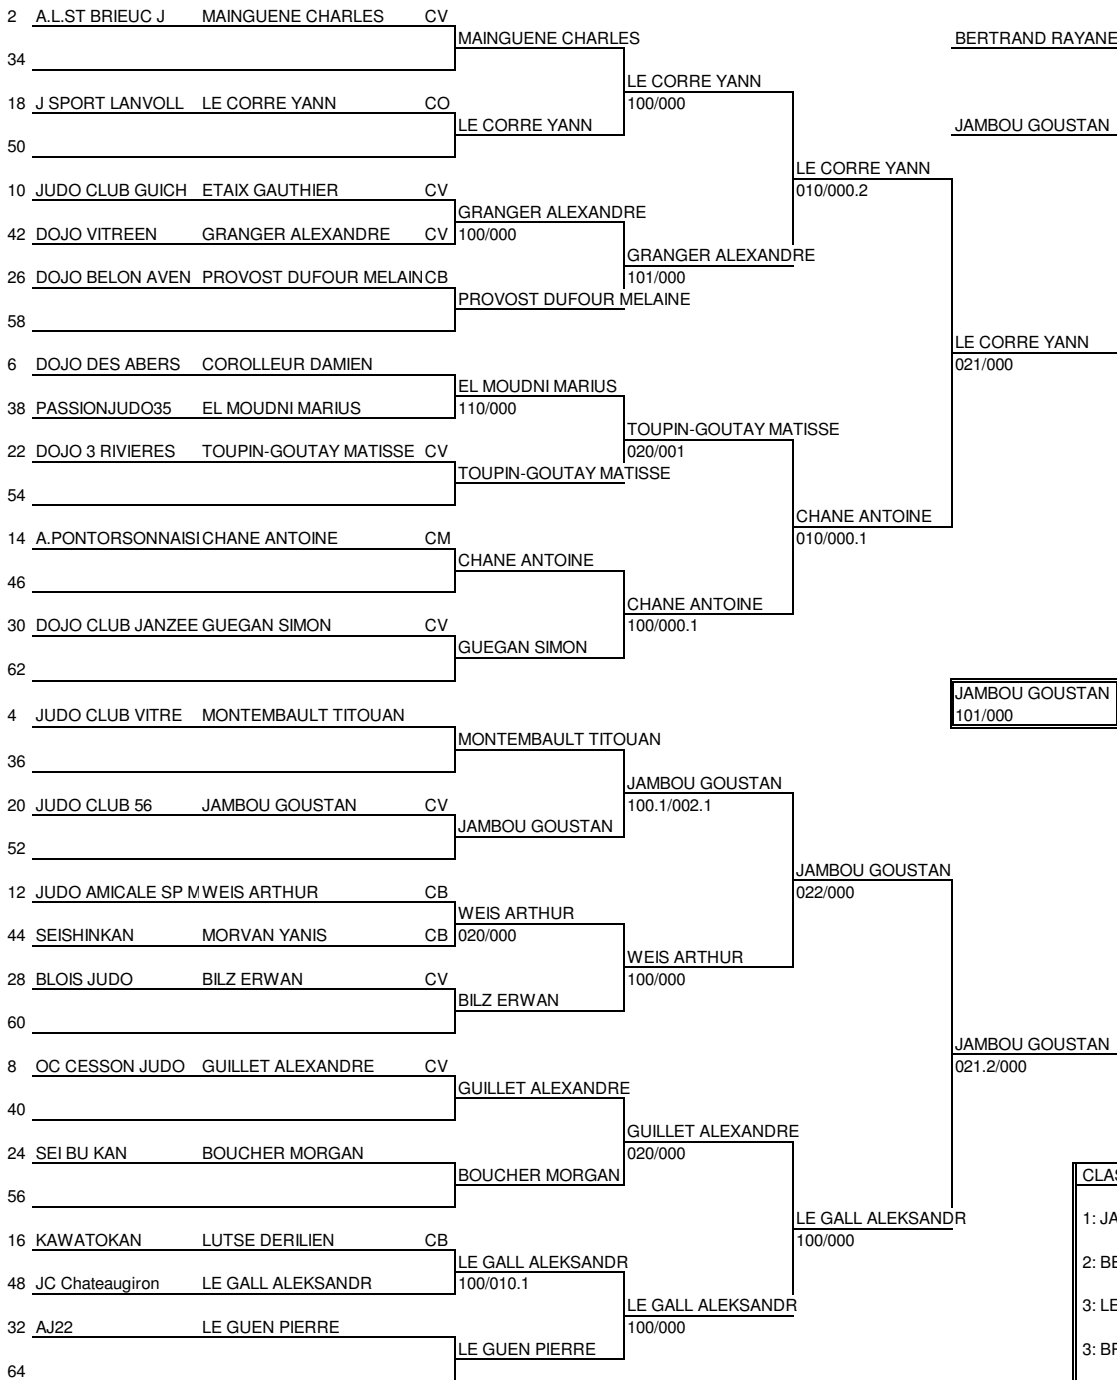 2 A.L.ST BRIEUC J MAINGUENE CHARLES CV
MAINGUENE CHARLES
BERTRAND RAYANE
34
LE CORRE YANN
18 J SPORT LANVOLL LE CORRE YANN CO
100/000
LE CORRE YANN
JAMBOU GOUSTAN
50
LE CORRE YANN
10 JUDO CLUB GUICH ETAIX GAUTHIER CV
010/000.2
GRANGER ALEXANDRE
42 DOJO VITREEN GRANGER ALEXANDRE CV
100/000
GRANGER ALEXANDRE
26 DOJO BELON AVEN PROVOST DUFOUR MELAIN CB
101/000
PROVOST DUFOUR MELAINE
58
LE CORRE YANN
6 DOJO DES ABERS COROLLEUR DAMIEN
021/000
EL MOUDNI MARIUS
38 PASSIONJUDO35 EL MOUDNI MARIUS
110/000
TOUPIN-GOUTAY MATISSE
22 DOJO 3 RIVIERES TOUPIN-GOUTAY MATISSE CV
020/001
TOUPIN-GOUTAY MATISSE
54
CHANE ANTOINE
14 A.PONTORSONNAISI CHANE ANTOINE CM
010/000.1
CHANE ANTOINE
46
CHANE ANTOINE
30 DOJO CLUB JANZEE GUEGAN SIMON CV
100/000.1
GUEGAN SIMON
62
JAMBOU GOUSTAN
4 JUDO CLUB VITRE MONTEMBAULT TITOUAN
101/000
MONTEMBAULT TITOUAN
36
JAMBOU GOUSTAN
20 JUDO CLUB 56 JAMBOU GOUSTAN CV
100.1/002.1
JAMBOU GOUSTAN
52
JAMBOU GOUSTAN
12 JUDO AMICALE SP M WEIS ARTHUR CB
022/000
WEIS ARTHUR
44 SEISHINKAN MORVAN YANIS CB
020/000
WEIS ARTHUR
28 BLOIS JUDO BILZ ERWAN CV
100/000
BILZ ERWAN
60
JAMBOU GOUSTAN
8 OC CESSON JUDO GUILLET ALEXANDRE CV
021.2/000
GUILLET ALEXANDRE
40
GUILLET ALEXANDRE
24 SEI BU KAN BOUCHER MORGAN
020/000
BOUCHER MORGAN
CLAS
56
LE GALL ALEKSANDR
1: JA
16 KAWATOKAN LUTSE DERILIEN CB
100/000
LE GALL ALEKSANDR
2: BE
48 JC Chateaugiron LE GALL ALEKSANDR
100/010.1
LE GALL ALEKSANDR
3: LE
32 AJ22 LE GUEN PIERRE
100/000
LE GUEN PIERRE
3: BR
64